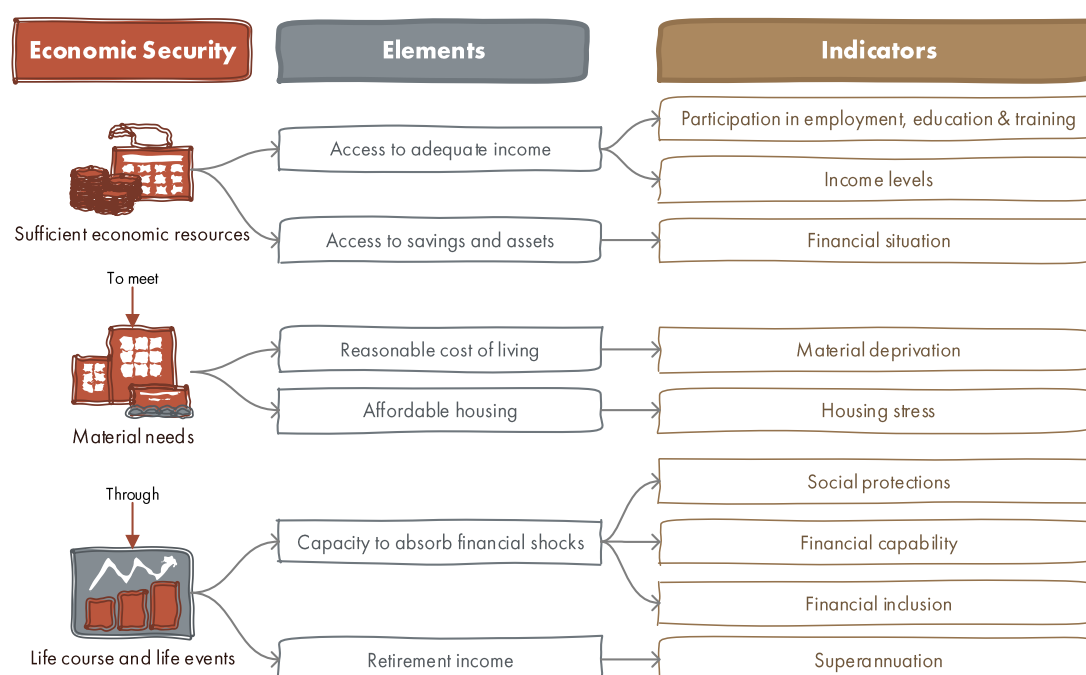 Economic Security
Elements
Indicators
Sufficient economic resources
Access to adequate income
Participation in employment, education & training
Income levels
Access to savings and assets
Financial situation
To meet
Material needs
Reasonable cost of living
Material deprivation
Affordable housing
Housing stress
Through
Life course and life events
Capacity to absorb financial shocks
Social protections
Financial capability
Financial inclusion
Retirement income
Superannuation